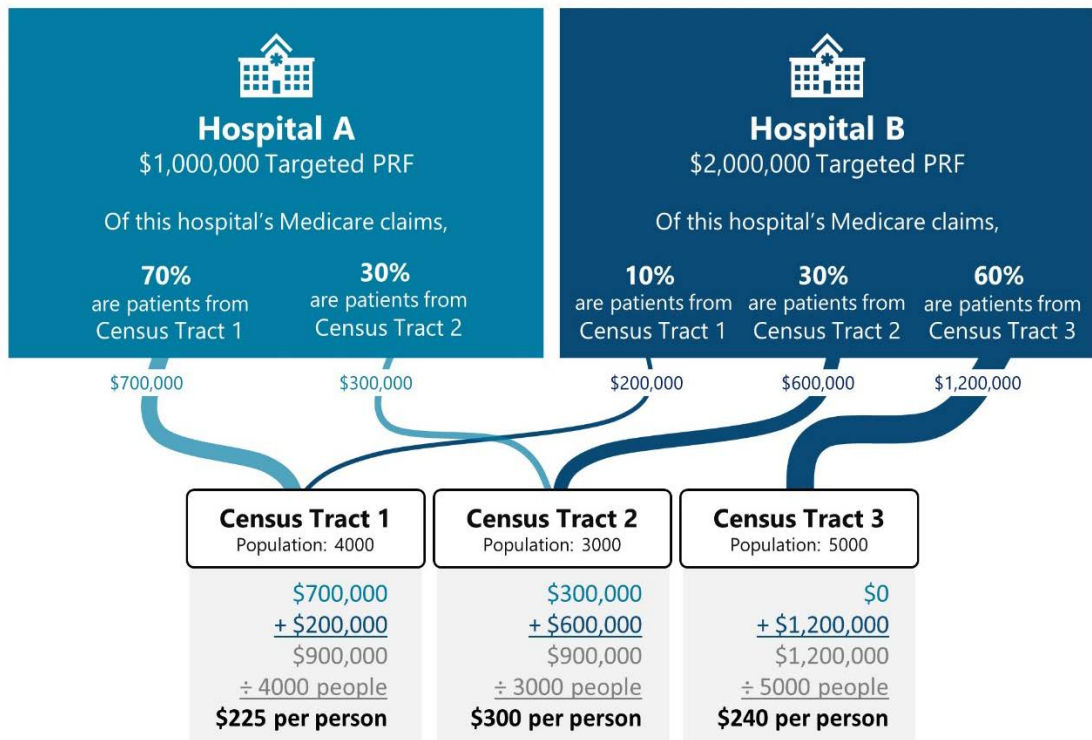 Hospital A
$1,000,000 Targeted PRF
Of this hospital's Medicare claims,
70%
are patients from
Census Tract 1
30%
are patients from
Census Tract 2
Hospital B
$2,000,000 Targeted PRF
Of this hospital's Medicare claims,
10%
are patients from
Census Tract 1
30%
are patients from
Census Tract 2
60%
are patients from
Census Tract 3
$700,000
$300,000
$200,000
$600,000
$1,200,000
Census Tract 1
Population: 4000
$700,000
+ $200,000
$900,000
÷ 4000 people
$225 per person
Census Tract 2
Population: 3000
$300,000
+ $600,000
$900,000
÷ 3000 people
$300 per person
Census Tract 3
Population: 5000
$0
+ $1,200,000
$1,200,000
÷ 5000 people
$240 per person